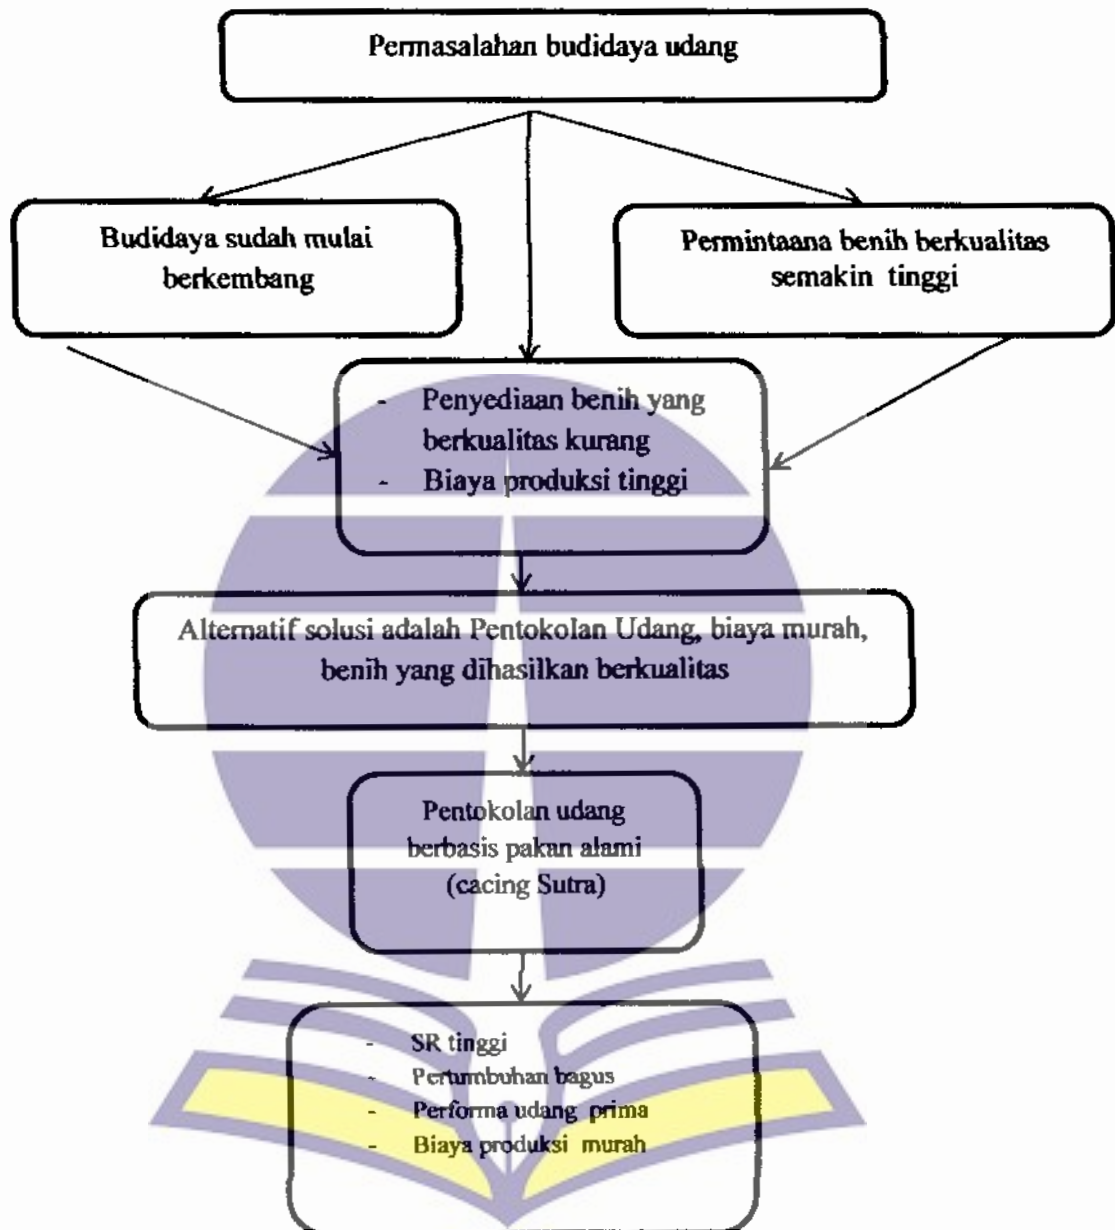 Permasalahan budidaya udang
Budidaya sudah mulai
berkembang
Permintaana benih berkualitas
semakin tinggi
- Penyediaan benih yang
berkualitas kurang
- Biaya produksi tinggi
Alternatif solusi adalah Pentokolan Udang, biaya murah,
benih yang dihasilkan berkualitas
Pentokolan udang
berbasis pakan alami
(cacing Sutra)
- SR tinggi
- Pertumbuhan bagus
- Performa udang prima
- Biaya produksi murah